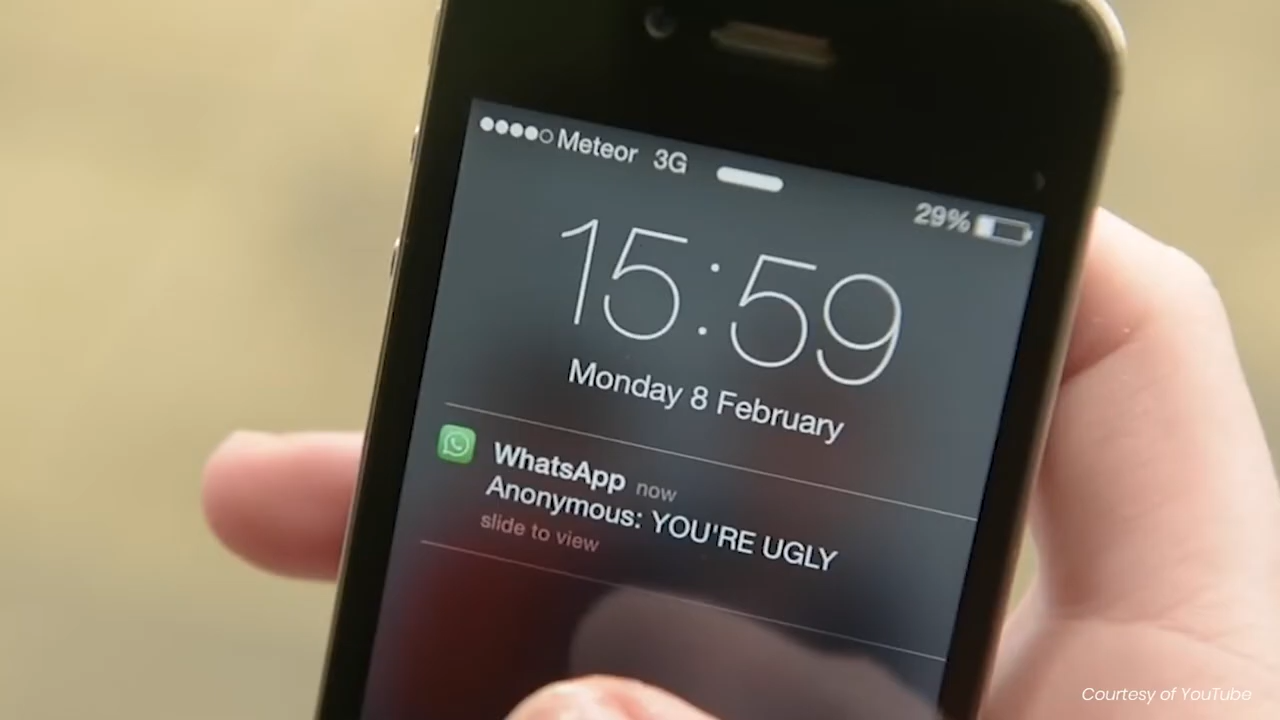 Meteor 3G
29%
15:59
Monday 8 February
WhatsApp now
Anonymous: YOU'RE UGLY
slide to view
Courtesy of YouTube